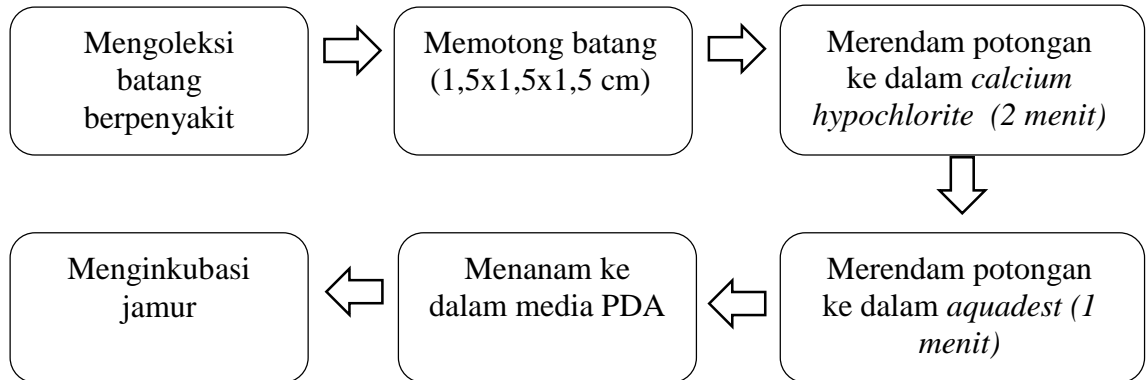 Mengoleksi
batang
berpenyakit
Memotong batang
(1,5x1,5x1,5 cm)
Merendam potongan
ke dalam calcium
hypochlorite (2 menit)
Merendam potongan
ke dalam aquadest (1
menit)
Menanam ke
dalam media PDA
Menginkubasi
jamur